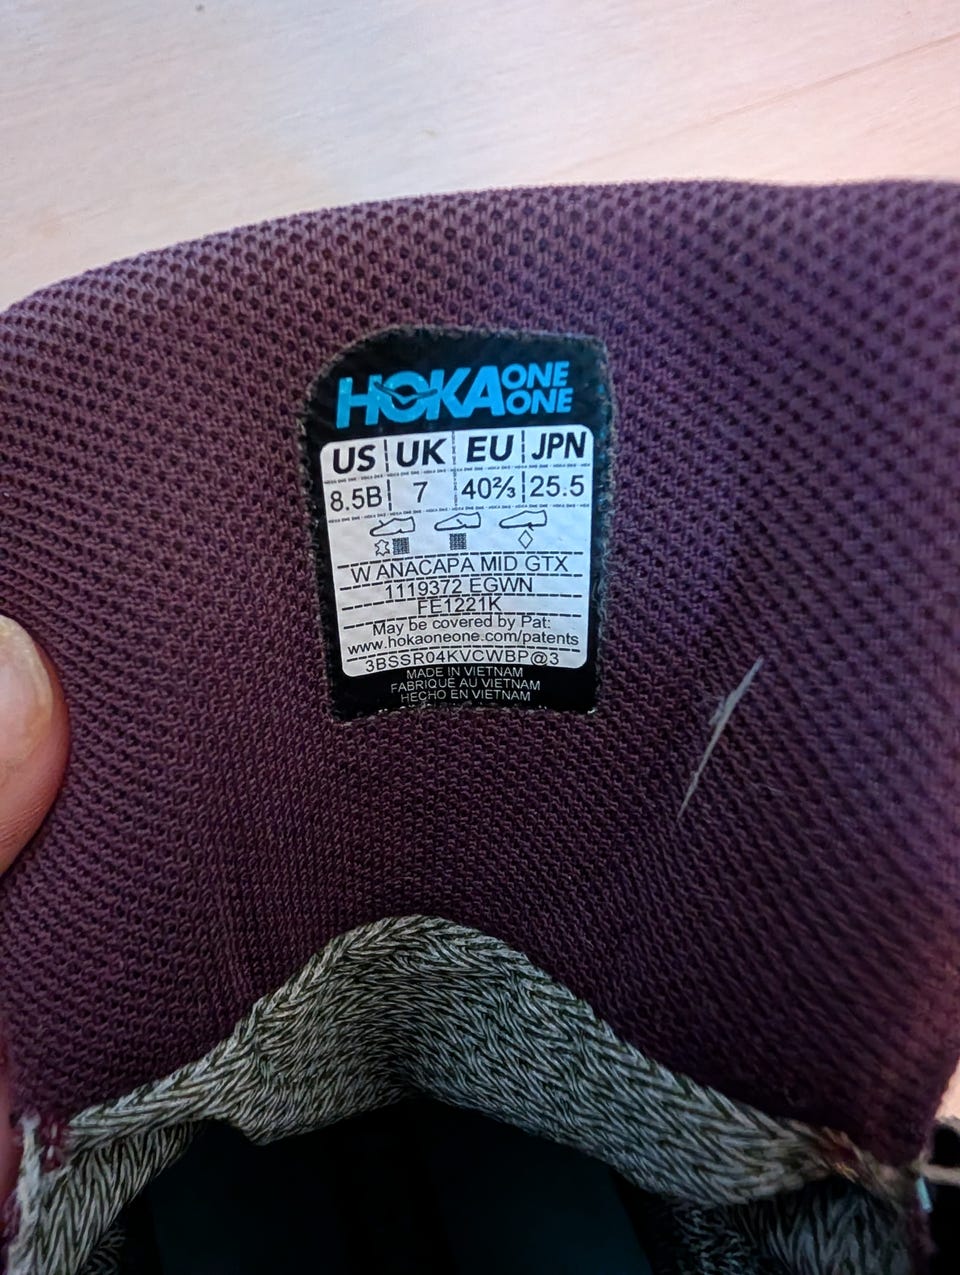 HOKA ONE ONE
US UK EU JPN
8.5B 7 40⅔ 25.5
W ANACAPA MID GTX
1119372 EGWN
FE1221K
May be covered by Pat:
www.hokaoneone.com/patents
3BSSR04KVCWBP@3
MADE IN VIETNAM
FABRIQUÉ AU VIETNAM
HECHO EN VIETNAM